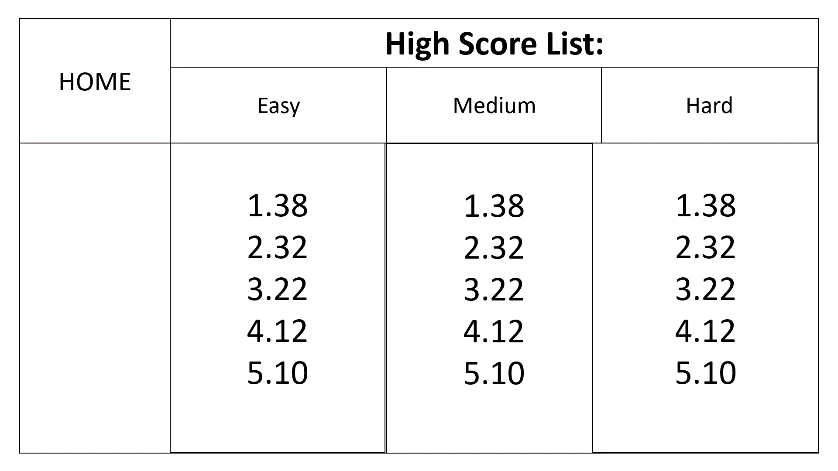 High Score List:
HOME
Easy Medium Hard
1.38 1.38 1.38
2.32 2.32 2.32
3.22 3.22 3.22
4.12 4.12 4.12
5.10 5.10 5.10